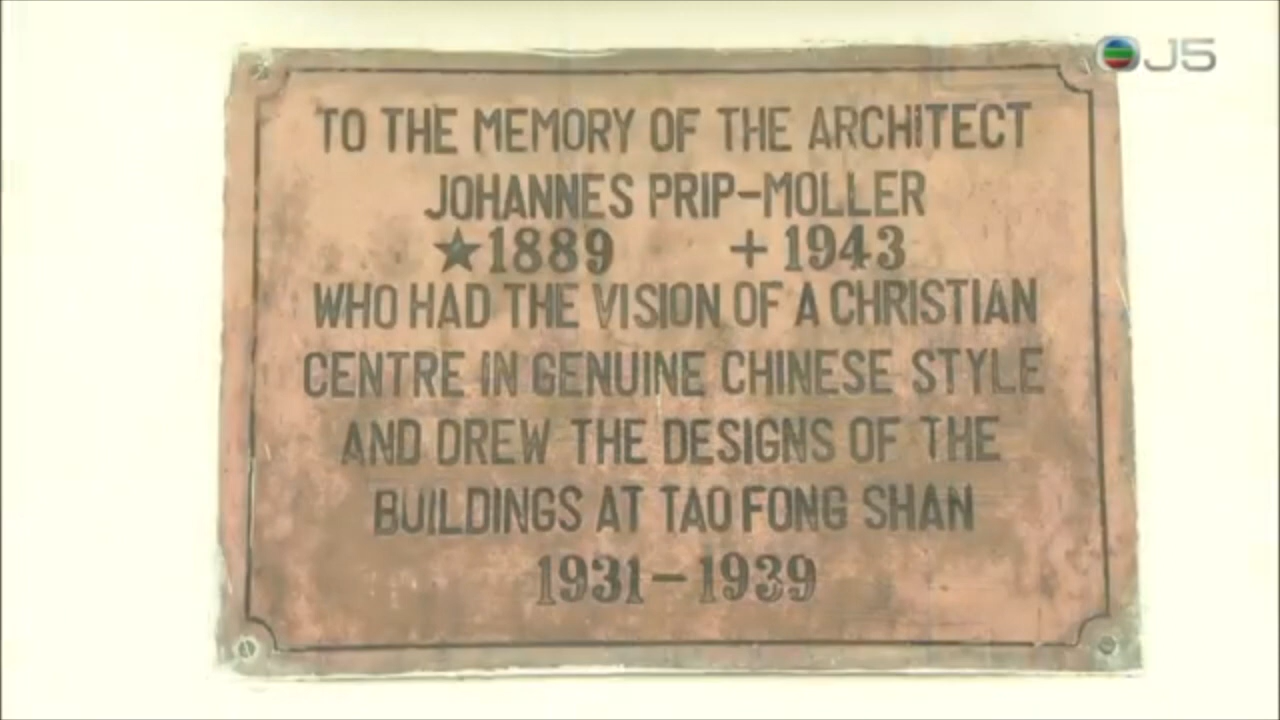 J5
TO THE MEMORY OF THE ARCHITECT
JOHANNES PRIP-MOLLER
★1889 +1943
WHO HAD THE VISION OF A CHRISTIAN
CENTRE IN GENUINE CHINESE STYLE
AND DREW THE DESIGNS OF THE
BUILDINGS AT TAO FONG SHAN
1931-1939